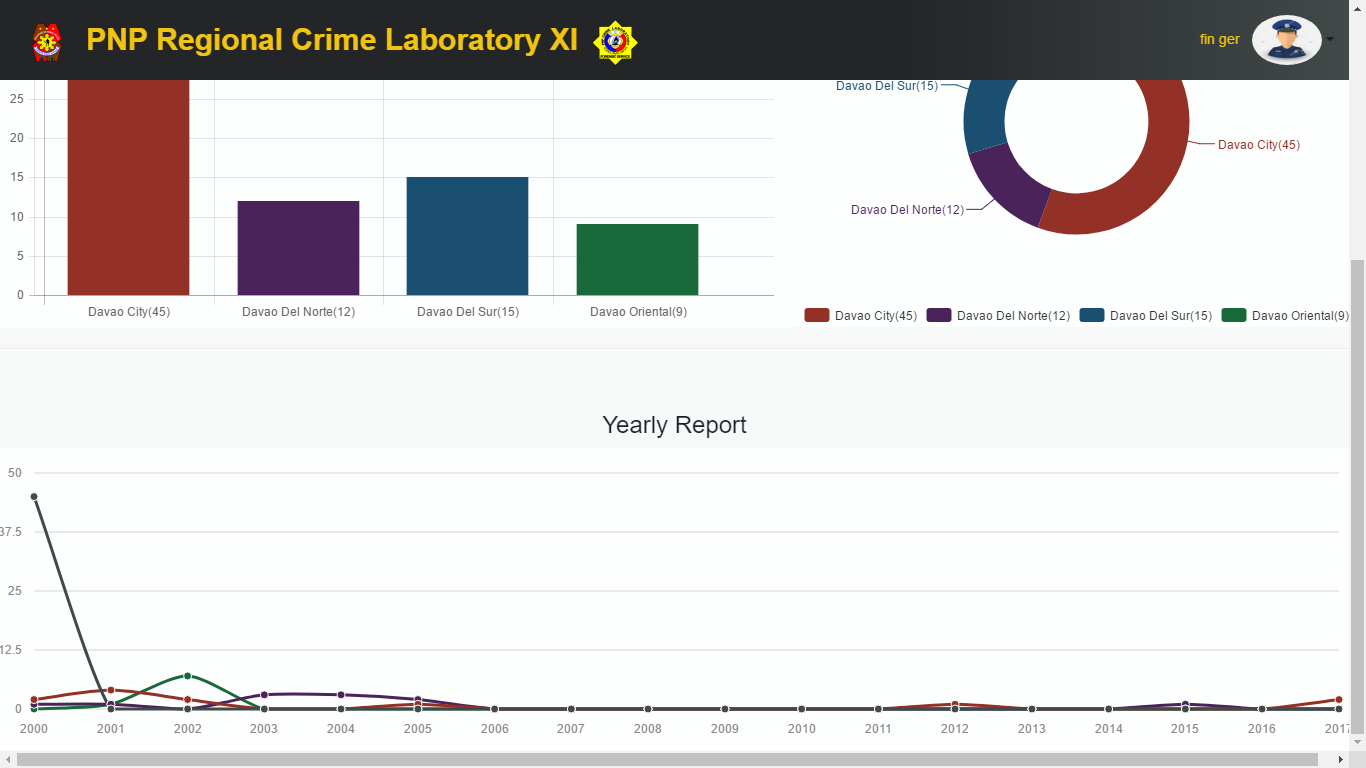 PNP Regional Crime Laboratory XI
fin ger
25
20
15
10
5
0
Davao City(45) Davao Del Norte(12) Davao Del Sur(15) Davao Oriental(9)
Davao Del Sur(15)
Davao City(45)
Davao Del Norte(12)
Davao City(45) Davao Del Norte(12) Davao Del Sur(15) Davao Oriental(9)
Yearly Report
50
37.5
25
12.5
0
2000 2001 2002 2003 2004 2005 2006 2007 2008 2009 2010 2011 2012 2013 2014 2015 2016 2017